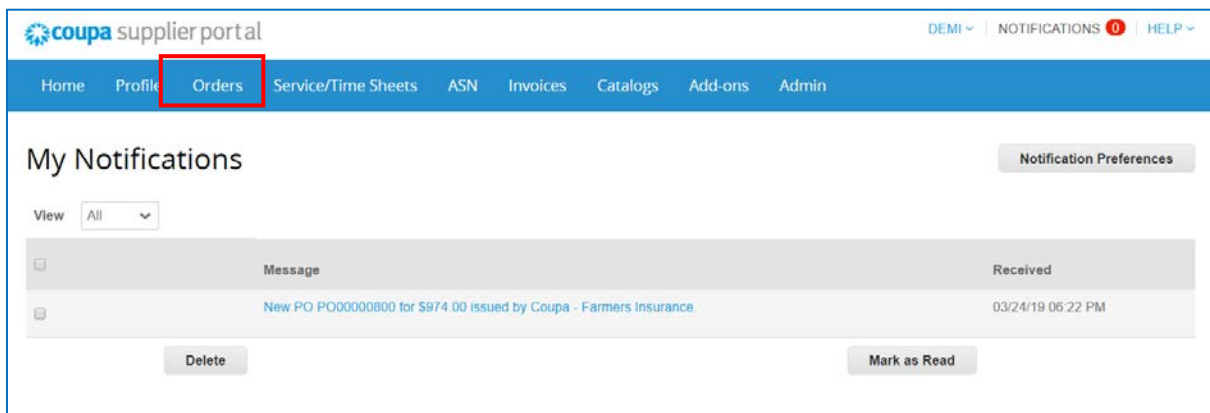 coupa supplier portal DEMI NOTIFICATIONS 0 HELP
Home Profile Orders Service/Time Sheets ASN Invoices Catalogs Add-ons Admin
My Notifications Notification Preferences
View All
Message Received
New PO PO00000800 for $974.00 issued by Coupa - Farmers Insurance. 03/24/19 06:22 PM
Delete Mark as Read